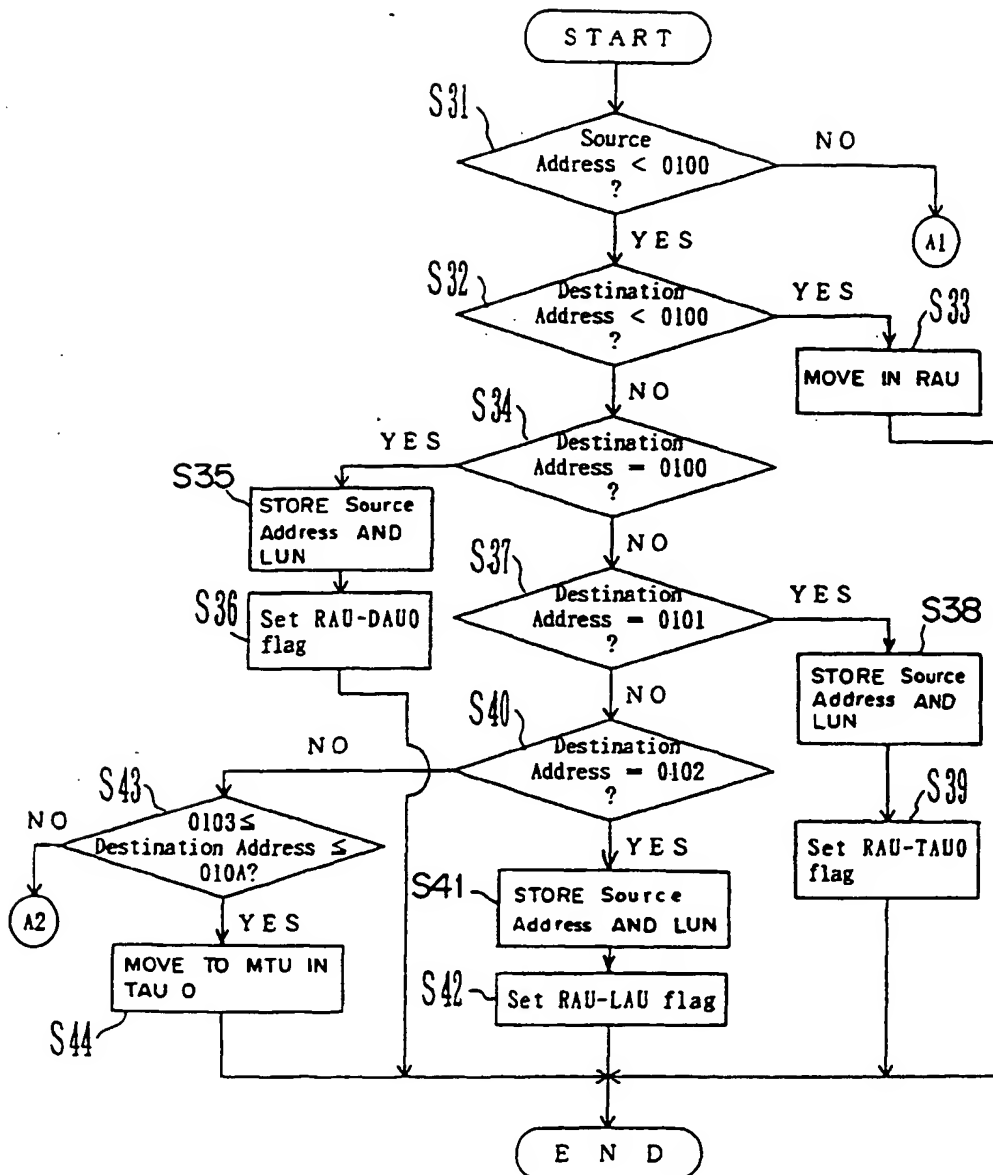 START
S31
Source
Address < 0100
?
NO
A1
YES
S32
Destination
Address < 0100
?
YES
S33
MOVE IN RAU
NO
S34
Destination
Address = 0100
?
YES
S35
STORE Source
Address AND
LUN
S36
Set RAU-DAU0
flag
NO
S37
Destination
Address = 0101
?
YES
S38
STORE Source
Address AND
LUN
S39
Set RAU-TAU0
flag
NO
S40
Destination
Address = 0102
?
NO
S43
0103≤
Destination Address ≤
010A?
NO
A2
YES
MOVE TO MTU IN
TAU 0
S44
YES
S41
STORE Source
Address AND LUN
S42
Set RAU-LAU flag
END